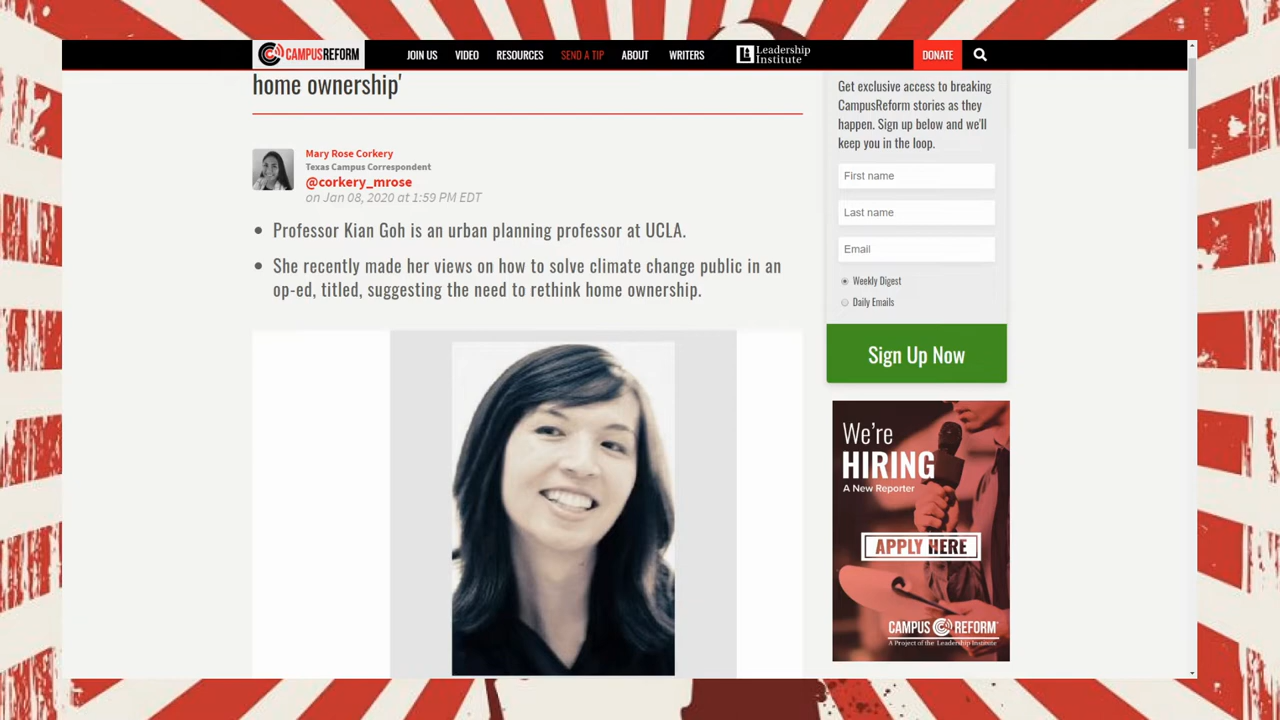 CAMPUSREFORM
JOIN US VIDEO RESOURCES SEND A TIP ABOUT WRITERS
Leadership
Institute
DONATE
home ownership'
Mary Rose Corkery
Texas Campus Correspondent
@corkery_mrose
on Jan 08, 2020 at 1:59 PM EDT
• Professor Kian Goh is an urban planning professor at UCLA.
• She recently made her views on how to solve climate change public in an
op-ed, titled, suggesting the need to rethink home ownership.
Get exclusive access to breaking
CampusReform stories as they
happen. Sign up below and we'll
keep you in the loop.
First name
Last name
Email
Weekly Digest
Daily Emails
Sign Up Now
We're
HIRING
A New Reporter
APPLY HERE
CAMPUS REFORM
A Project of the Leadership Institute